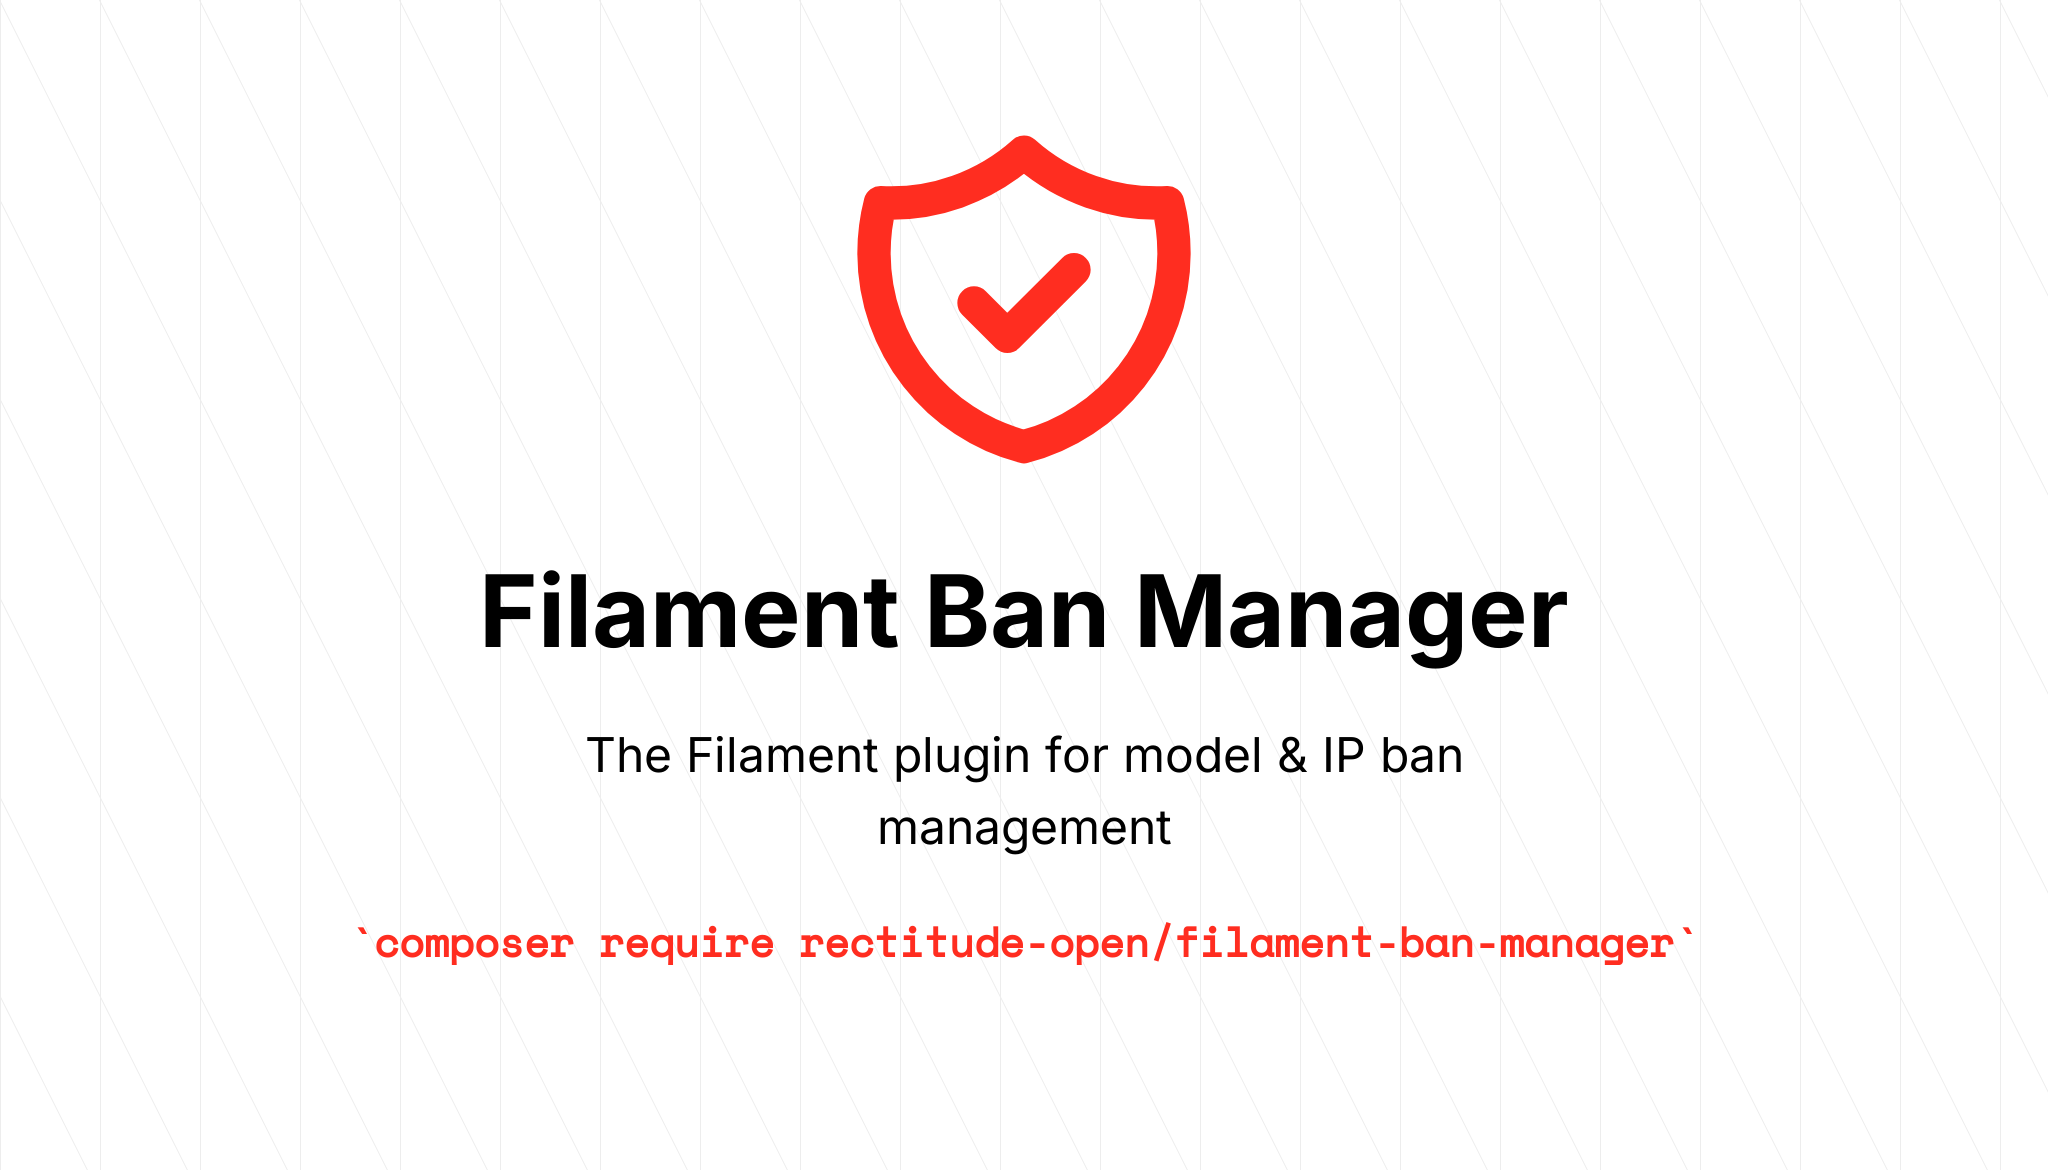 Filament Ban Manager
The Filament plugin for model & IP ban
management
`composer require rectitude-open/filament-ban-manager`